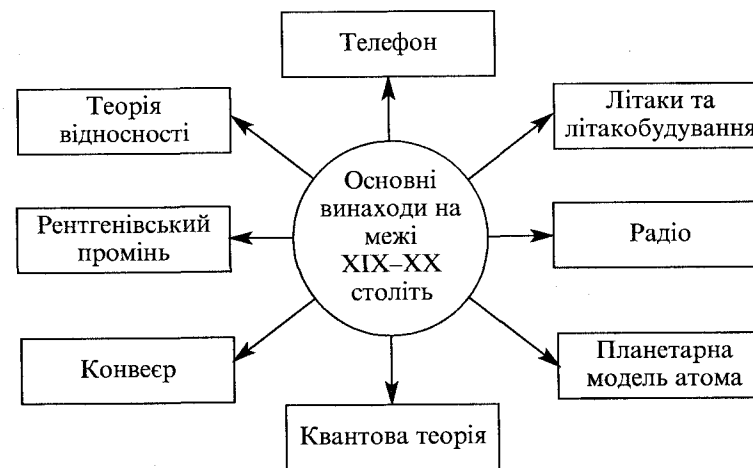 Телефон
Теорія
відносності
Літаки та
літакобудування
Основні
винаходи на
межі
XIX–XX
століть
Рентгенівський
промінь
Радіо
Конвеєр
Планетарна
модель атома
Квантова теорія